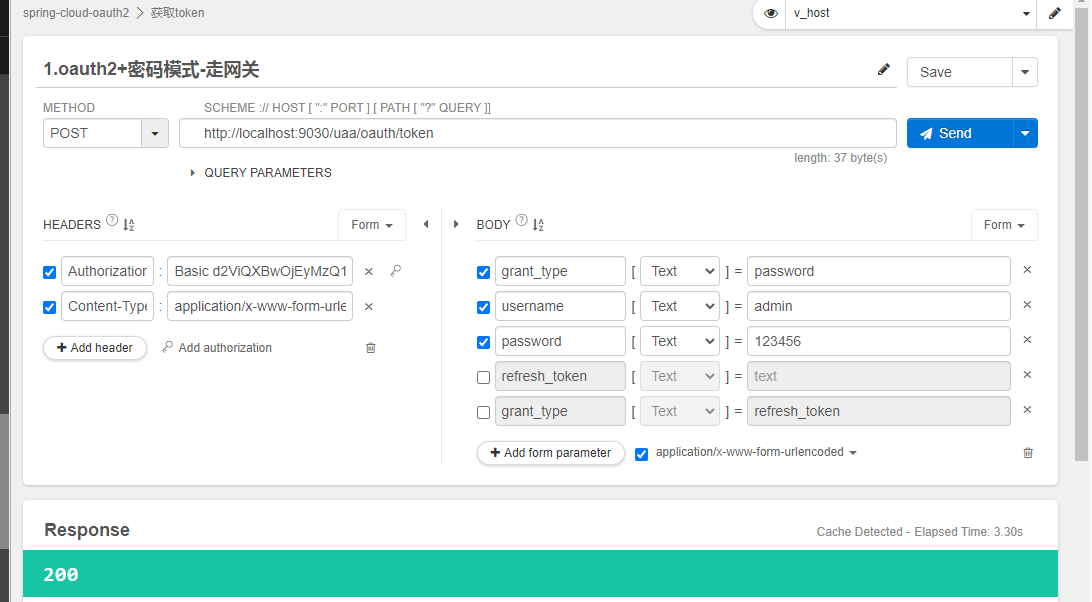 spring-cloud-oauth2 > 获取token
v_host
1.oauth2+密码模式-走网关
Save
METHOD
SCHEME :// HOST [ ":" PORT ] [ PATH [ "?" QUERY ]]
POST
http://localhost:9030/uaa/oauth/token
Send
length: 37 byte(s)
QUERY PARAMETERS
HEADERS ? Form
BODY ? Form
Authorization : Basic d2ViQXBwOjEyMzQ1 ×
Content-Type : application/x-www-form-urle ×
+ Add header Add authorization
grant_type [ Text ] = password ×
username [ Text ] = admin ×
password [ Text ] = 123456 ×
refresh_token [ Text ] = text ×
grant_type [ Text ] = refresh_token ×
+ Add form parameter application/x-www-form-urlencoded
Response
Cache Detected - Elapsed Time: 3.30s
200